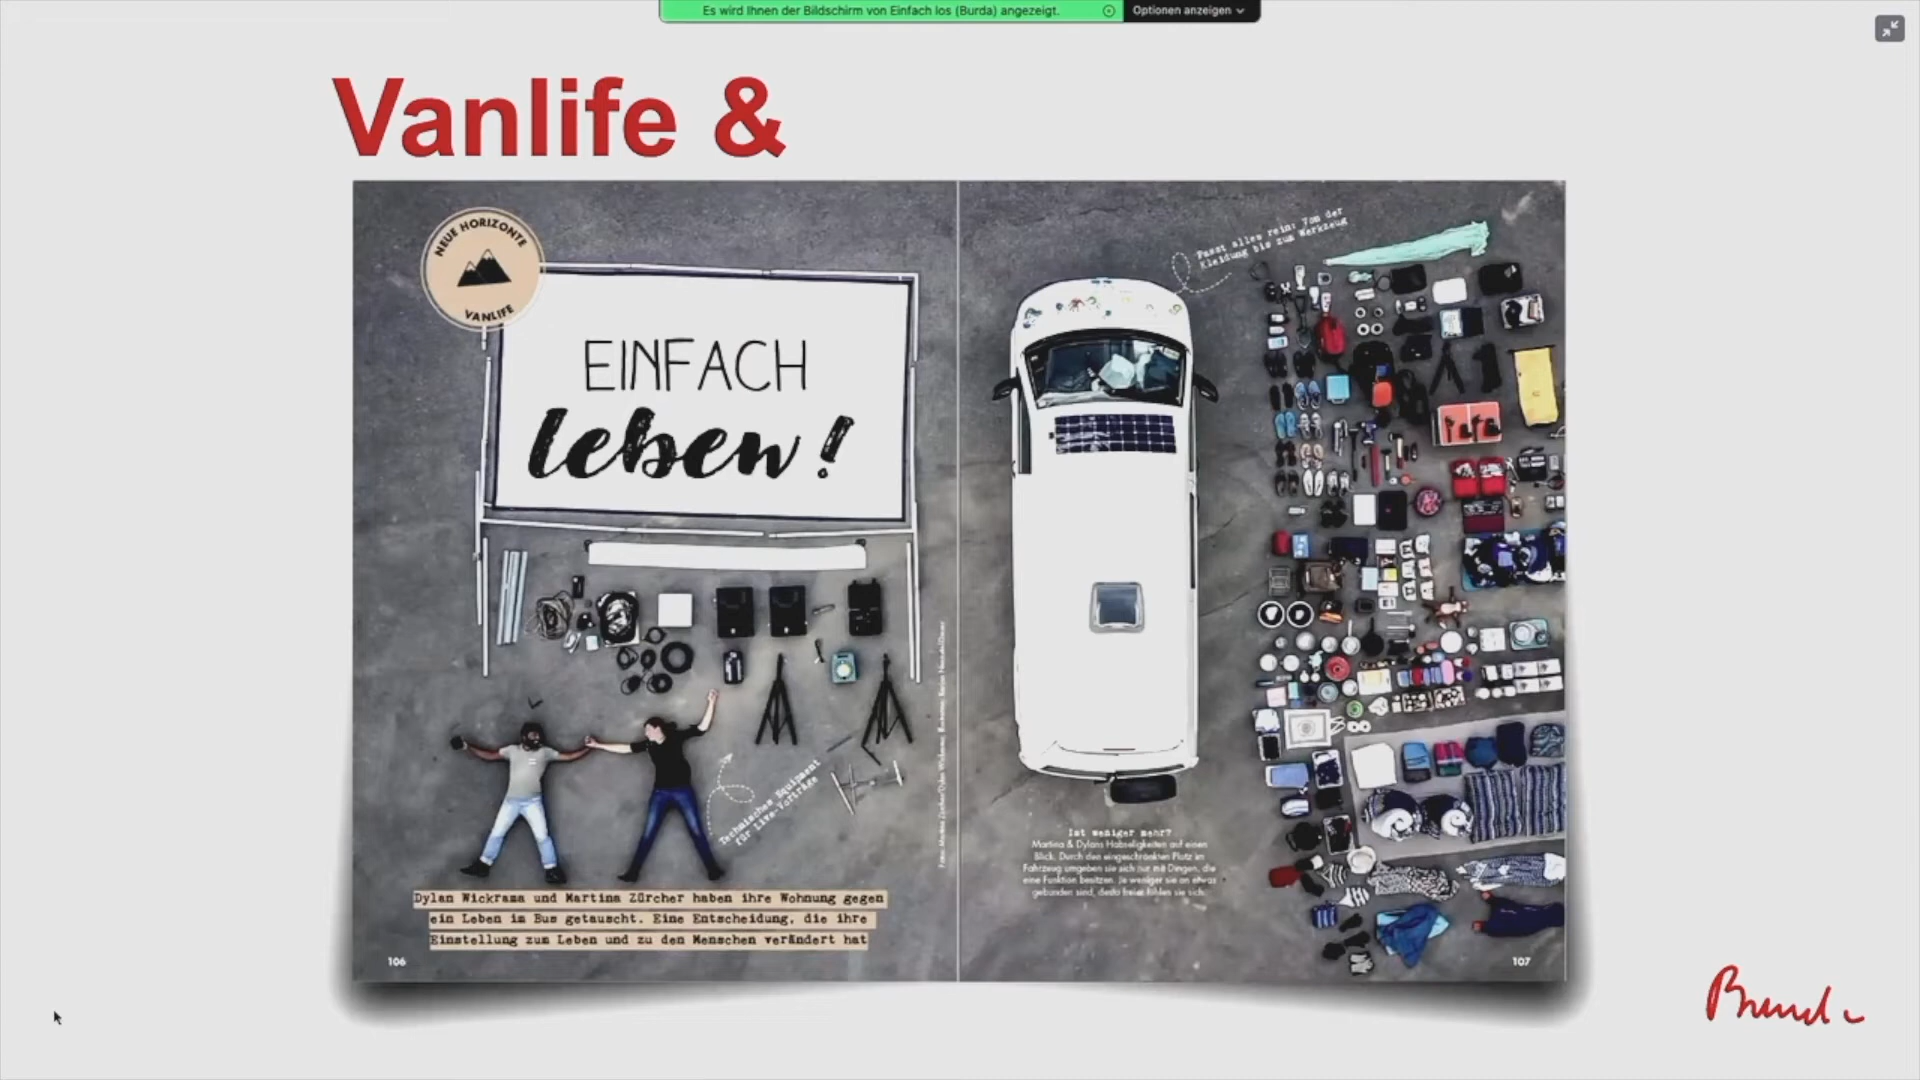 Es wird Ihnen der Bildschirm von Einfach los (Burda) angezeigt.
Optionen anzeigen
Vanlife &
NEUE HORIZONTE
VANLIFE
EINFACH
leben!
Passt alles rein: Von der
Kleidung bis zum Werkzeug
Technisches Equipment
für Live-Vorträge
Dylan Wickrama und Martina Zürcher haben ihre Wohnung gegen
ein Leben im Bus getauscht. Eine Entscheidung, die ihre
Einstellung zum Leben und zu den Menschen verändert hat
106
Ist weniger mehr?
Martina & Dylans Habseligkeiten auf einen
Blick. Durch den eingeschränkten Platz im
Fahrzeug umgeben sie sich nur mit Dingen, die
eine Funktion besitzen. Je weniger sie an etwas
gebunden sind, desto freier fühlen sie sich.
107
Burda